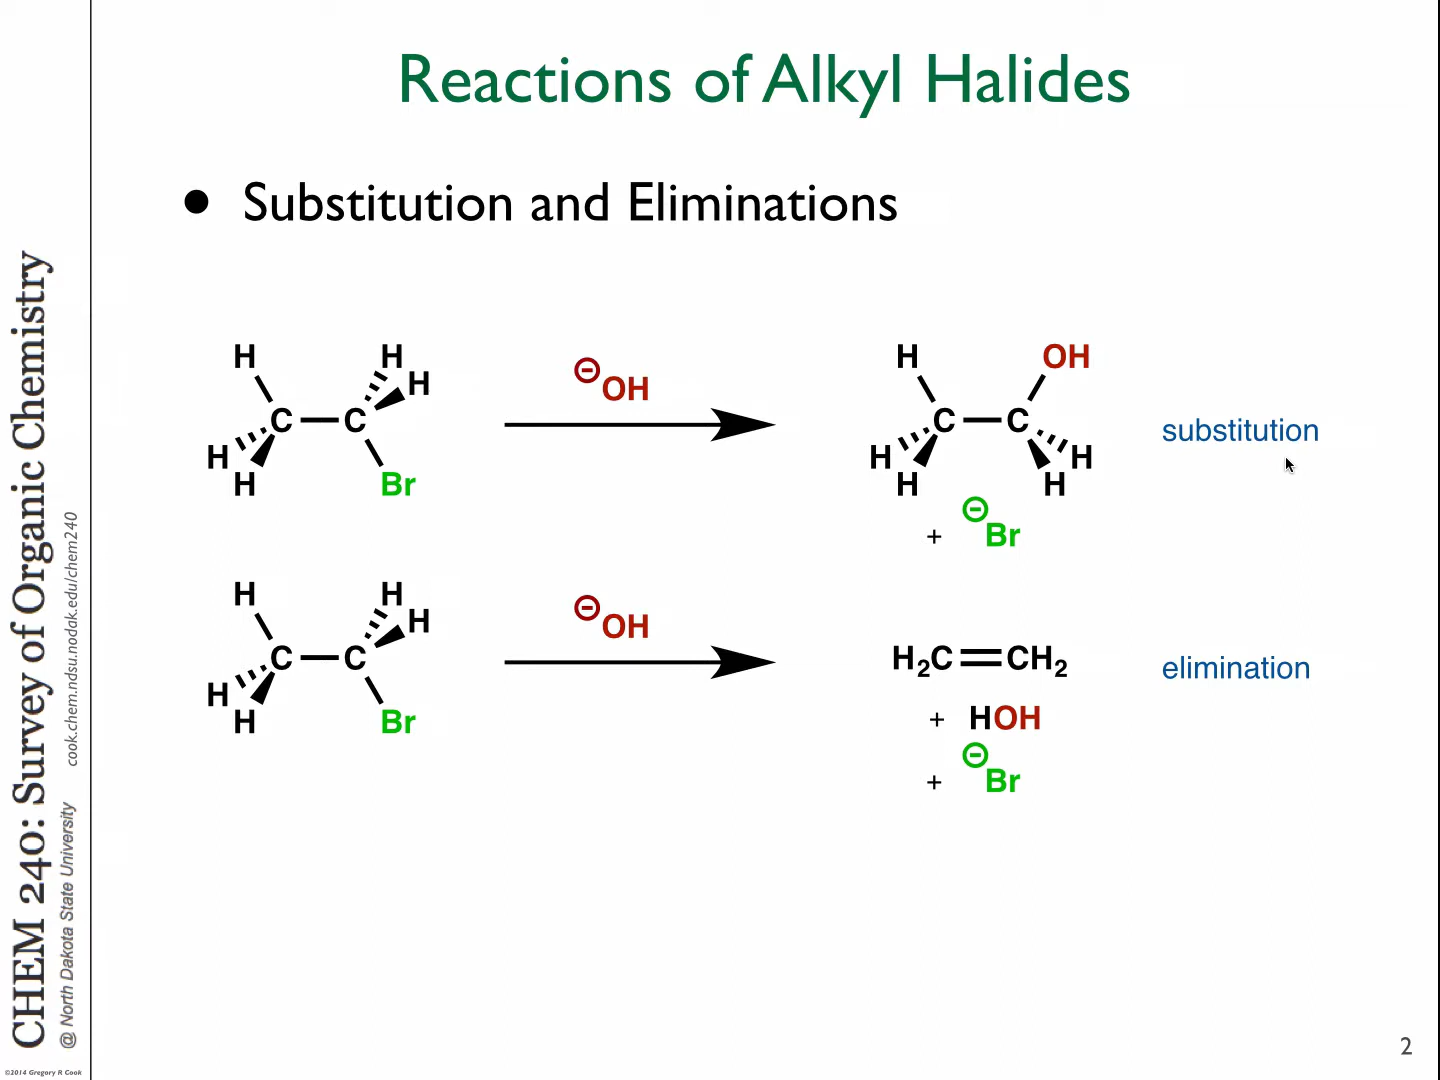 Reactions of Alkyl Halides
• Substitution and Eliminations
H H H
C C
H H Br
⊖OH
H OH
C C
H H H H
+ ⊖Br
substitution
H H H
C C
H H Br
⊖OH
H₂C=CH₂
+ HOH
+ ⊖Br
elimination
CHEM 240: Survey of Organic Chemistry
@ North Dakota State University cook.chem.ndsu.nodak.edu/chem240
©2014 Gregory R Cook
2